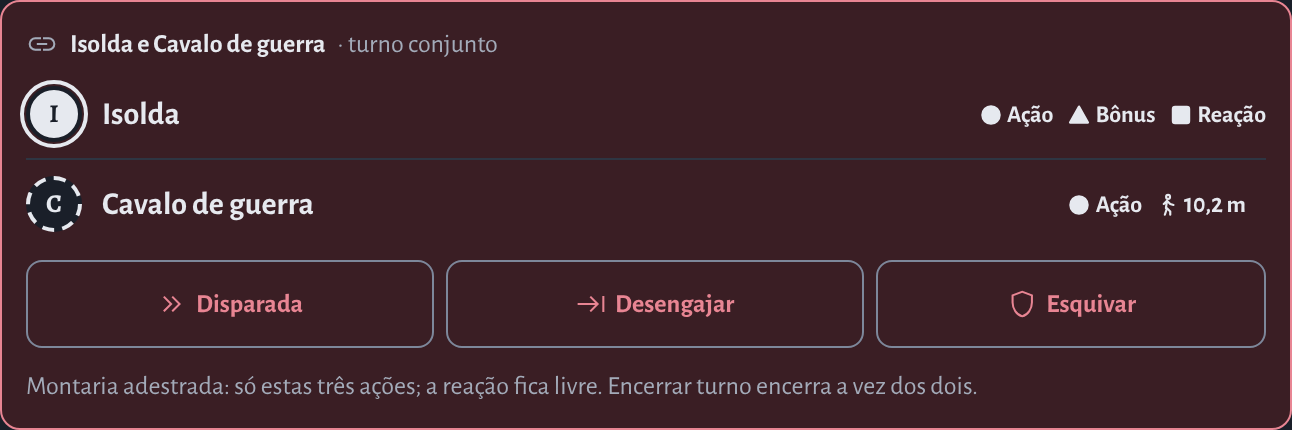 Isolda e Cavalo de guerra · turno conjunto
I Isolda Ação Bônus Reação
C Cavalo de guerra Ação 10,2 m
Disparada Desengajar Esquivar
Montaria adestrada: só estas três ações; a reação fica livre. Encerrar turno encerra a vez dos dois.